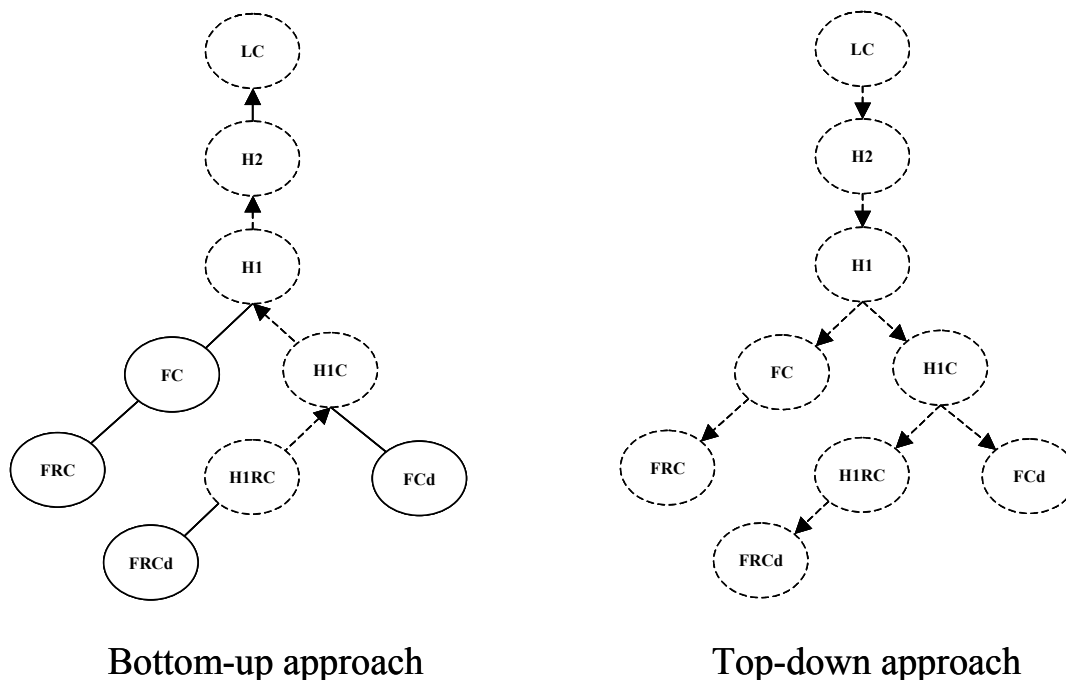 LC
H2
H1
FC
H1C
FRC
H1RC
FCd
FRCd
Bottom-up approach
LC
H2
H1
FC
H1C
FRC
H1RC
FCd
FRCd
Top-down approach